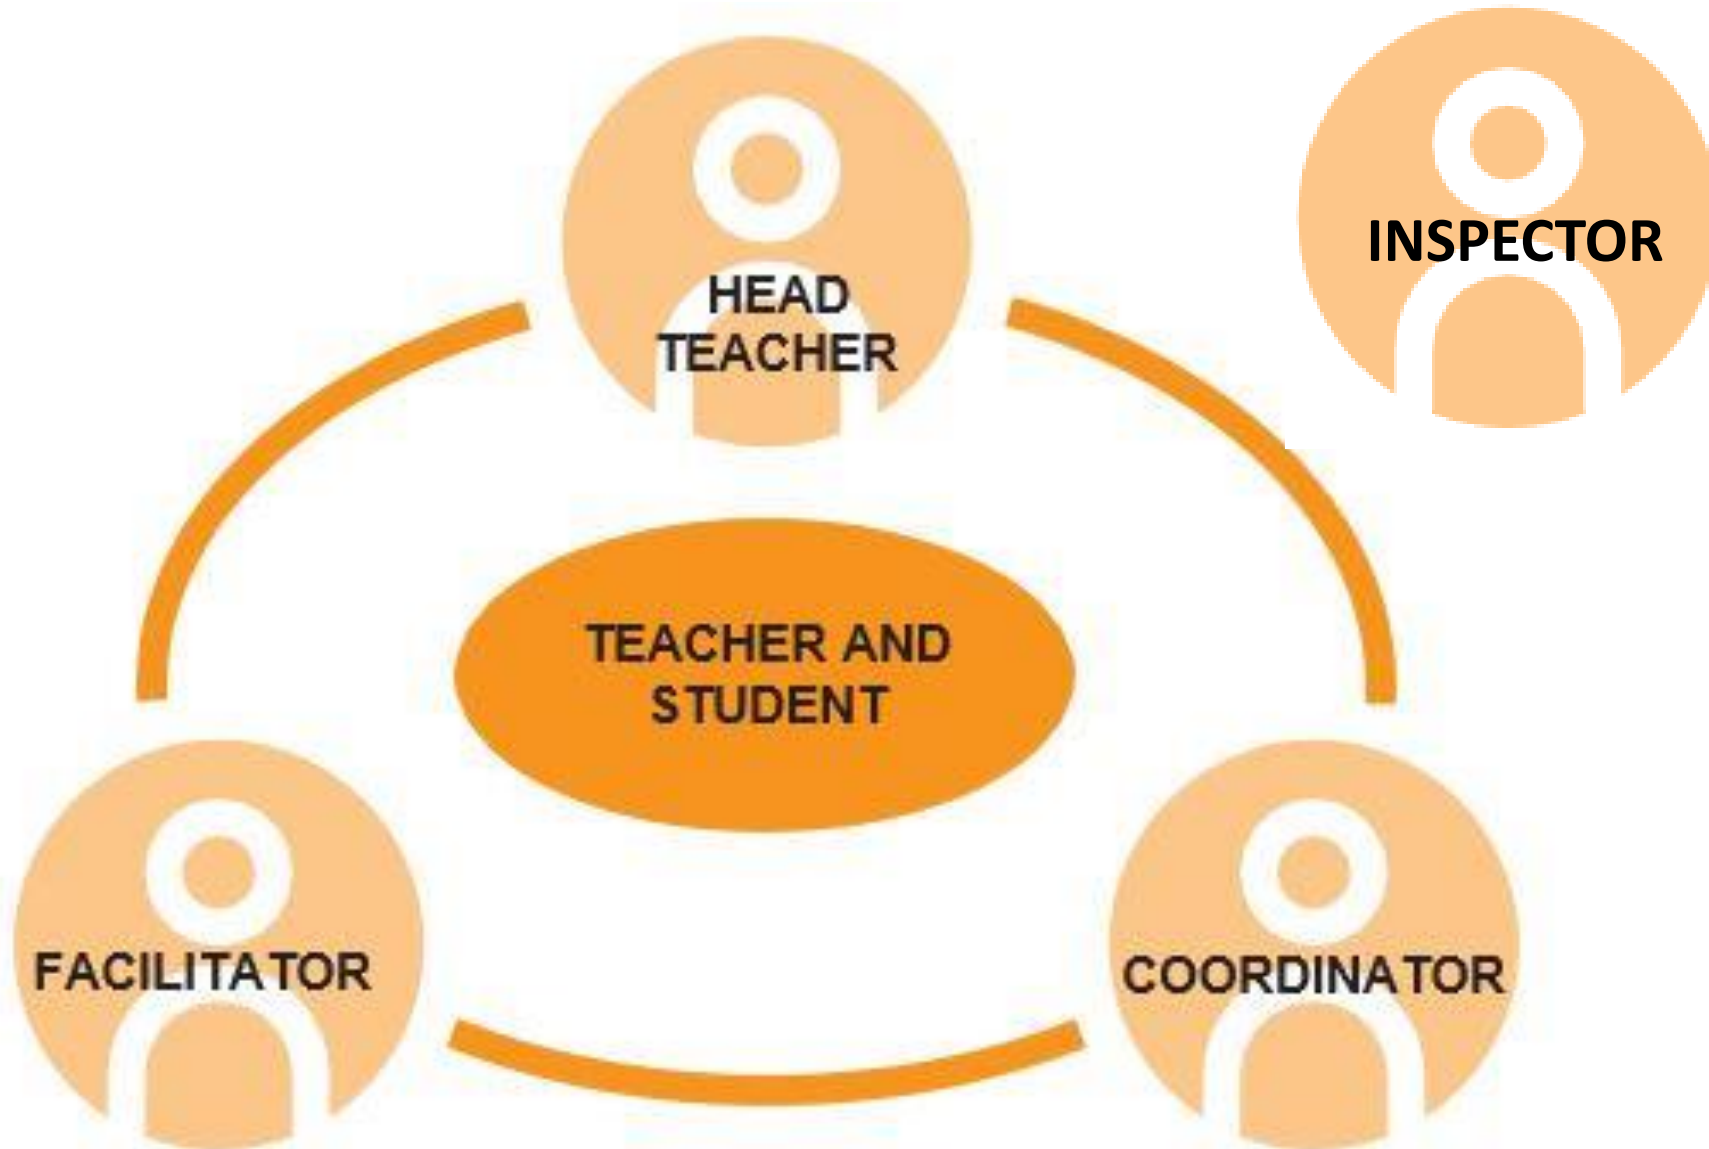 INSPECTOR
HEAD
TEACHER
TEACHER AND
STUDENT
FACILITATOR
COORDINATOR